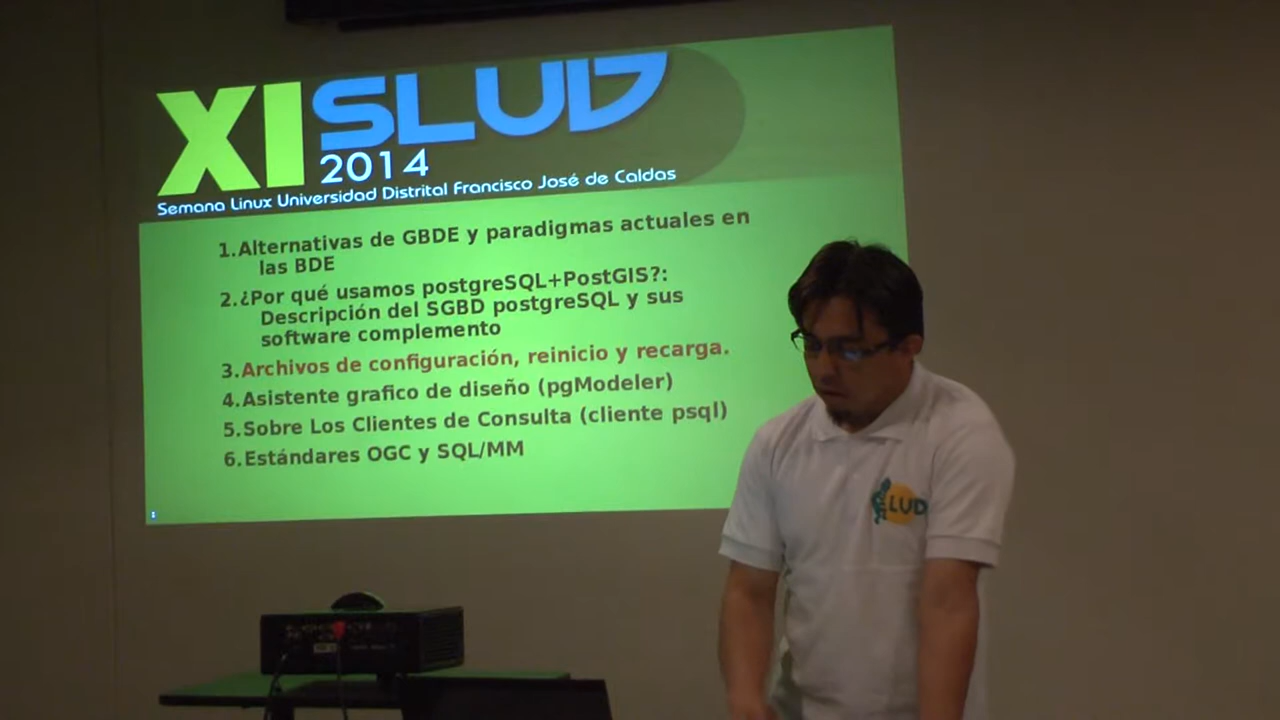 XI SLUD
2014
Semana Linux Universidad Distrital Francisco José de Caldas
1.Alternativas de GBDE y paradigmas actuales en
las BDE
2.¿Por qué usamos postgreSQL+PostGIS?:
Descripción del SGBD postgreSQL y sus
software complemento
3.Archivos de configuración, reinicio y recarga.
4.Asistente grafico de diseño (pgModeler)
5.Sobre Los Clientes de Consulta (cliente psql)
6.Estándares OGC y SQL/MM
LUD